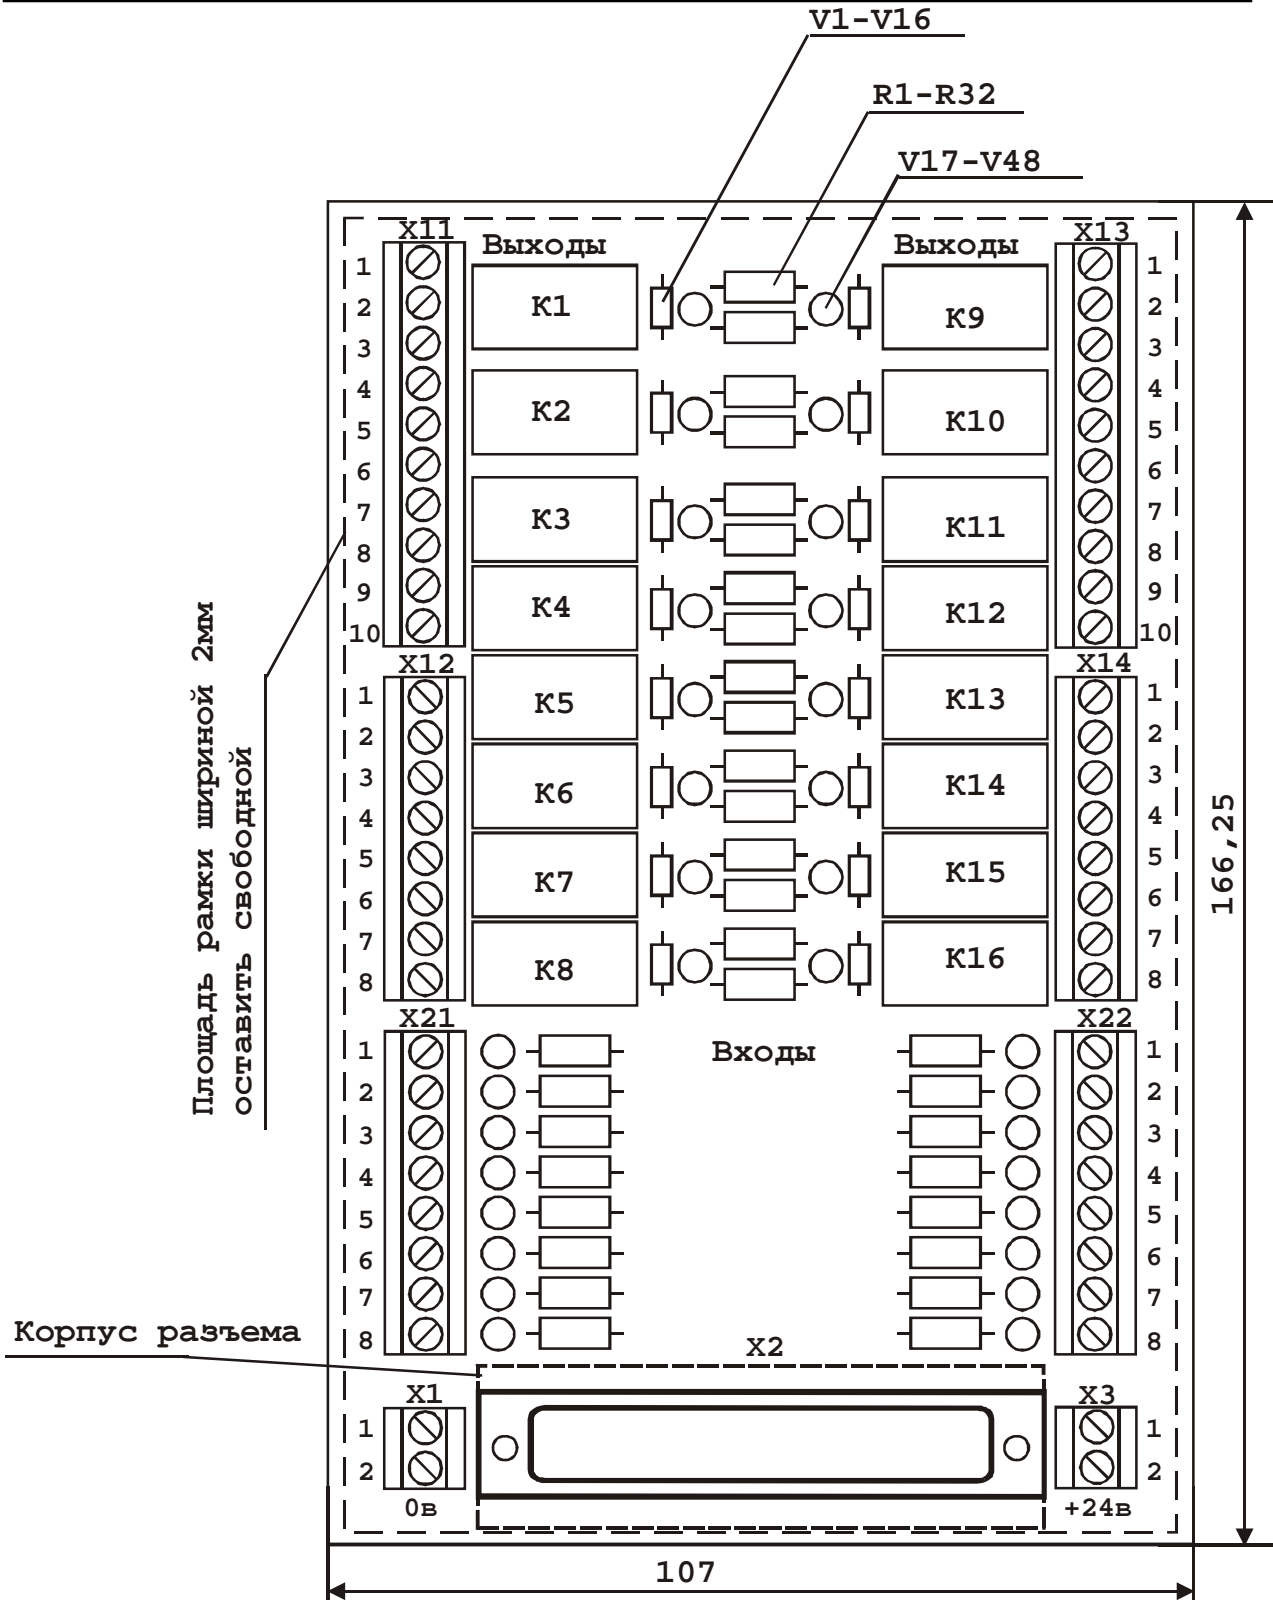 V1-V16
R1-R32
V17-V48
X11
Выходы
Выходы
X13
1
2
3
4
5
6
7
8
9
10
K1
K2
K3
K4
K5
K6
K7
K8
K9
K10
K11
K12
K13
K14
K15
K16
1
2
3
4
5
6
7
8
9
10
X12
1
2
3
4
5
6
7
8
X14
1
2
3
4
5
6
7
8
Площадь рамки шириной 2мм
оставить свободной
166,25
X21
1
2
3
4
5
6
7
8
Входы
X22
1
2
3
4
5
6
7
8
Корпус разъема
X2
X1
1
2
0в
X3
1
2
+24в
107